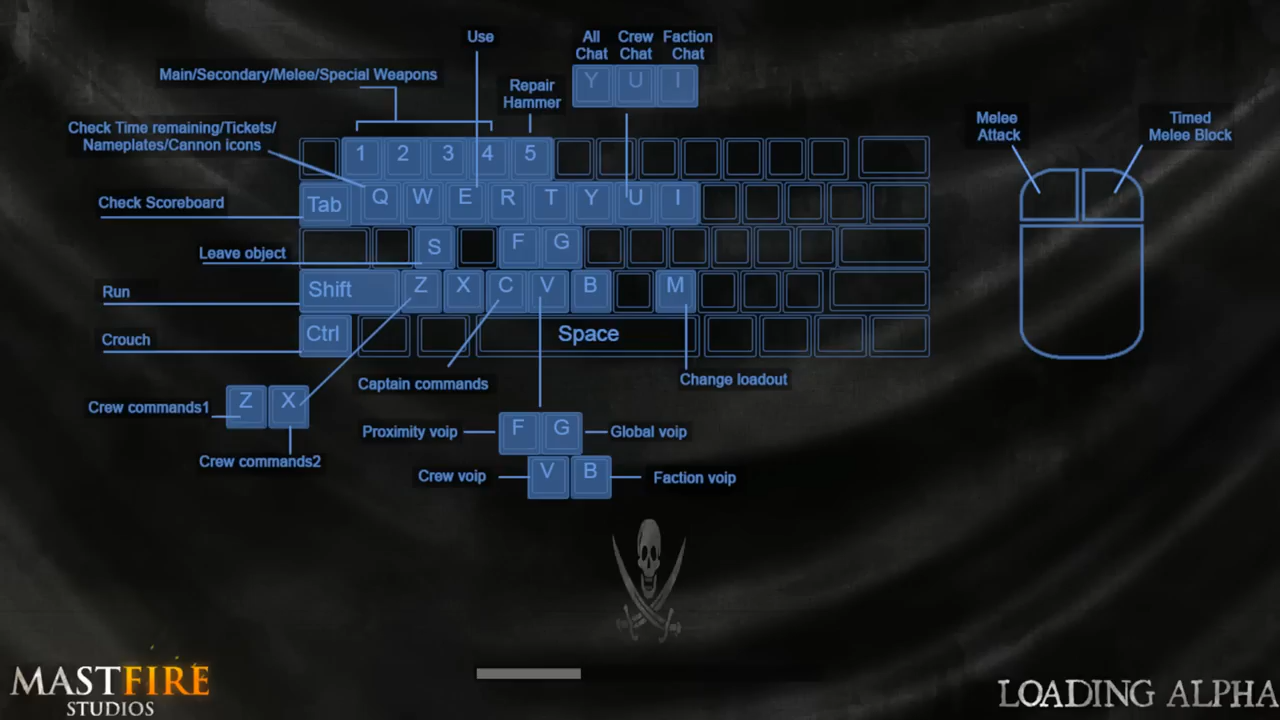 Use
All Chat
Crew Chat
Faction Chat
Y U I
Main/Secondary/Melee/Special Weapons
Repair
Hammer
Melee
Attack
Timed
Melee Block
Check Time remaining/Tickets/
Nameplates/Cannon icons
1 2 3 4 5
Check Scoreboard
Tab Q W E R T Y U I
Leave object
S F G
Run
Shift Z X C V B M
Crouch
Ctrl Space
Captain commands
Change loadout
Crew commands1
Z X
Crew commands2
Proximity voip
F G
Global voip
Crew voip
V B
Faction voip
MASTFIRE
STUDIOS
LOADING ALPHA